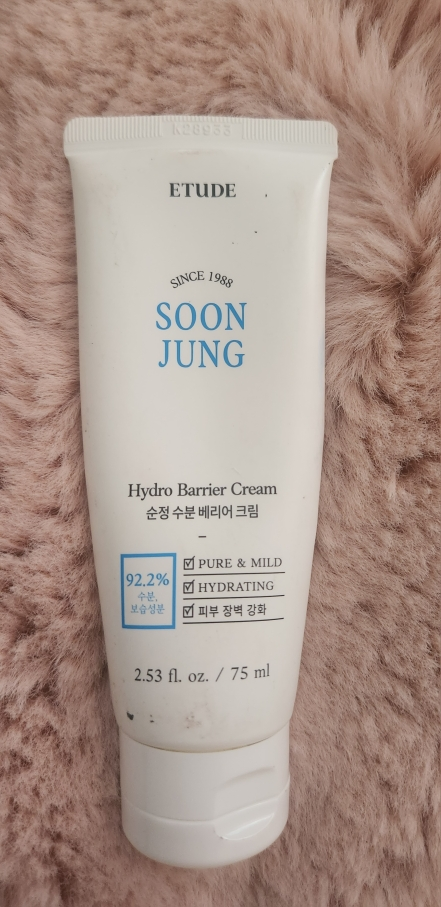 K28933
ETUDE
SINCE 1988
SOON
JUNG
Hydro Barrier Cream
순정 수분 베리어 크림
92.2%
수분,
보습성분
PURE & MILD
HYDRATING
피부 장벽 강화
2.53 fl. oz. / 75 ml